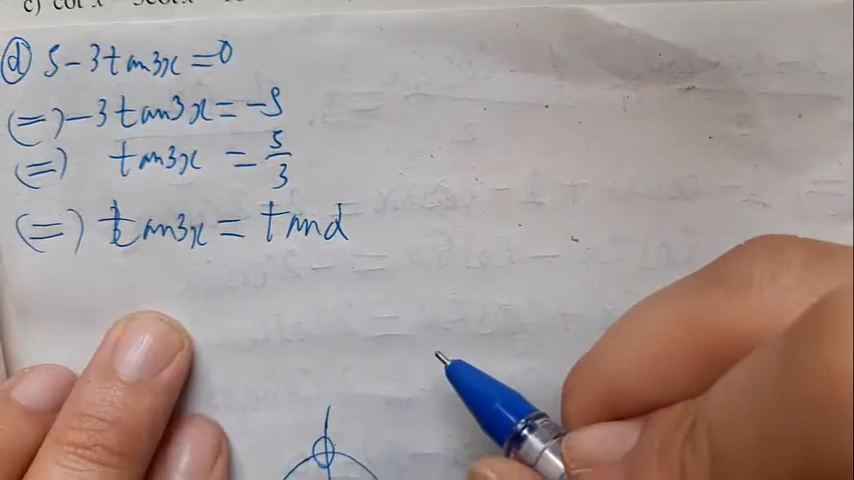 ⓓ 5 - 3tan3x = 0
(=) -3tan3x = -5
(=) tan3x = 5/3
(=) tan3x = tanα